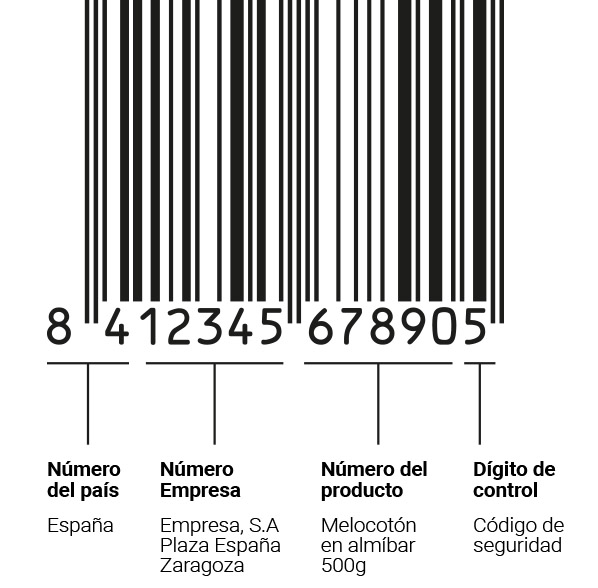 8 412345 678905
Número del país
Número Empresa
Número del producto
Dígito de control
España
Empresa, S.A
Plaza España
Zaragoza
Melocotón
en almíbar
500g
Código de
seguridad